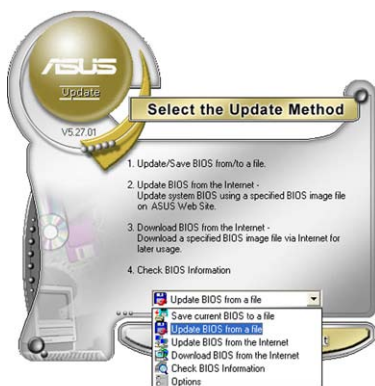 ASUS
Update
V5.27.01
Select the Update Method
1. Update/Save BIOS from/to a file.
2. Update BIOS from the Internet -
Update system BIOS using a specified BIOS image file
on ASUS Web Site.
3. Download BIOS from the Internet -
Download a specified BIOS image file via Internet for
later usage.
4. Check BIOS Information
Update BIOS from a file
Save current BIOS to a file
Update BIOS from a file
Update BIOS from the Internet
Download BIOS from the Internet
Check BIOS Information
Options